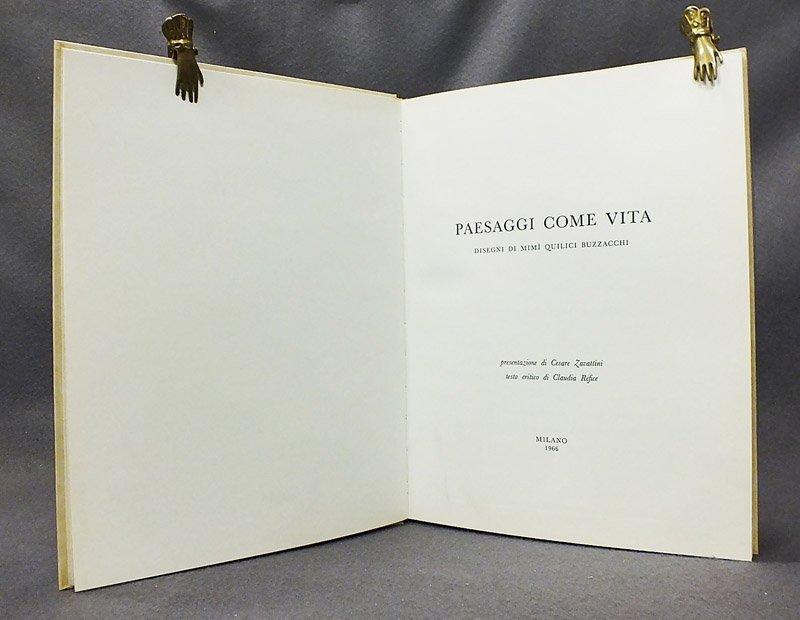 PAESAGGI COME VITA
DISEGNI DI MIMÌ QUILICI BUZZACCHI
presentazione di Cesare Zavattini
testo critico di Claudia Refice
MILANO
1966